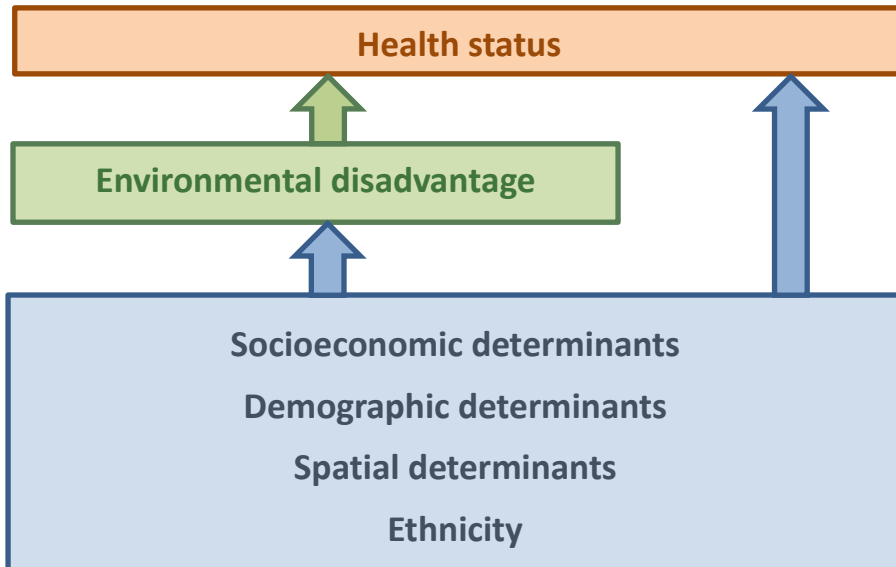 Health status
Environmental disadvantage
Socioeconomic determinants
Demographic determinants
Spatial determinants
Ethnicity